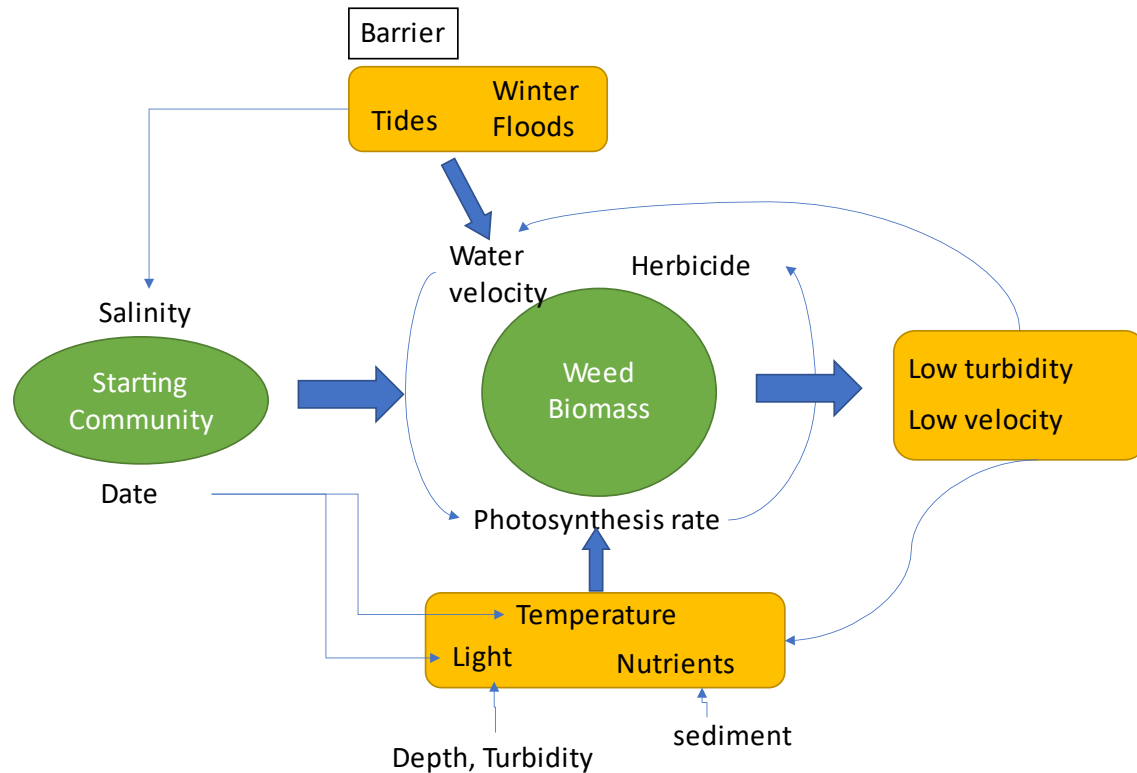 Barrier
Tides
Winter
Floods
Water
velocity
Herbicide
Salinity
Starting
Community
Weed
Biomass
Low turbidity
Low velocity
Date
Photosynthesis rate
Temperature
Light
Nutrients
Depth, Turbidity
sediment